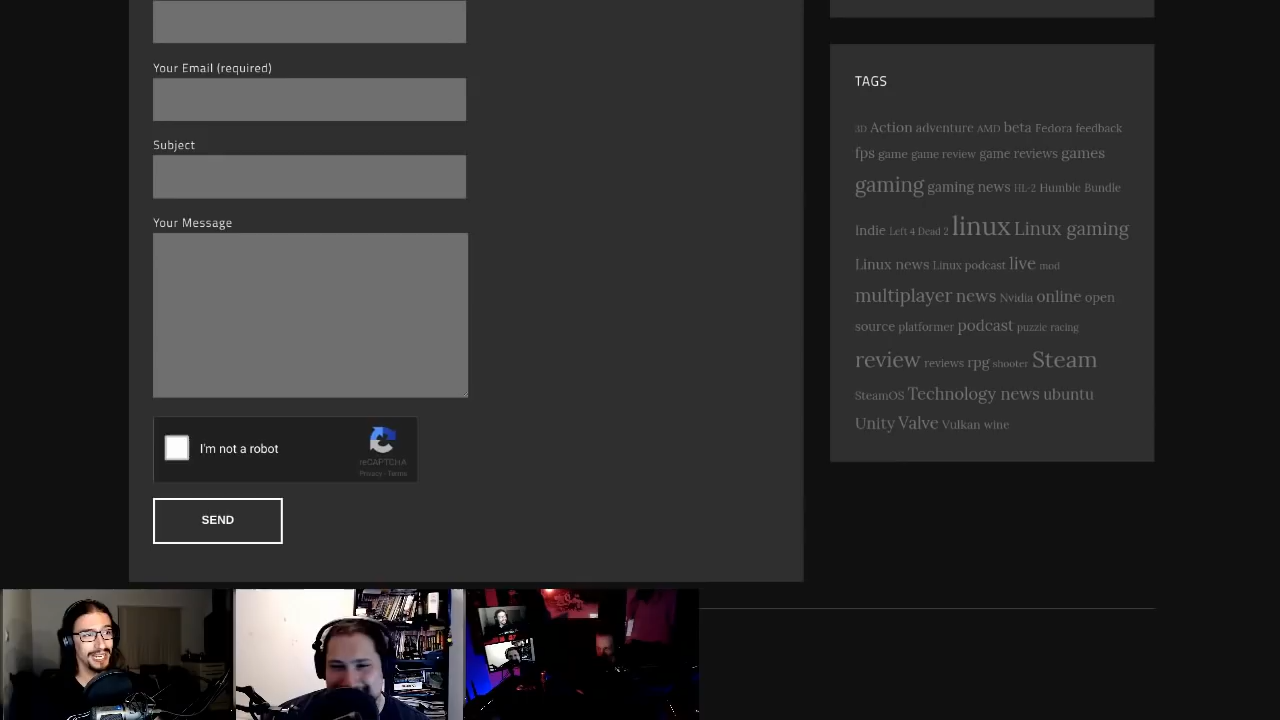 Your Email (required)
Subject
Your Message
I'm not a robot
reCAPTCHA
Privacy - Terms
SEND
TAGS
3D Action adventure AMD beta Fedora feedback
fps game game review game reviews games
gaming gaming news HL-2 Humble Bundle
indie Left 4 Dead 2 linux Linux gaming
Linux news Linux podcast live mod
multiplayer news Nvidia online open
source platformer podcast puzzle racing
review reviews rpg shooter Steam
SteamOS Technology news ubuntu
Unity Valve Vulkan wine